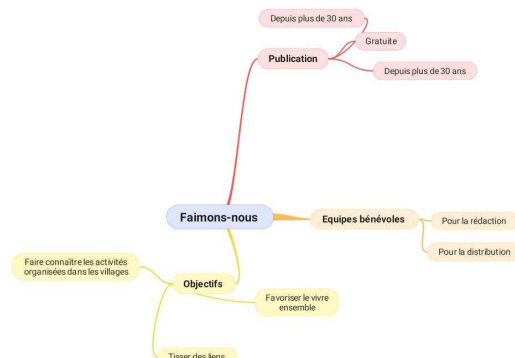 Depuis plus de 30 ans
Gratuite
Publication
Depuis plus de 30 ans
Faimons-nous
Equipes bénévoles
Pour la rédaction
Pour la distribution
Faire connaître les activités
organisées dans les villages
Objectifs
Favoriser le vivre
ensemble
Tisser des liens